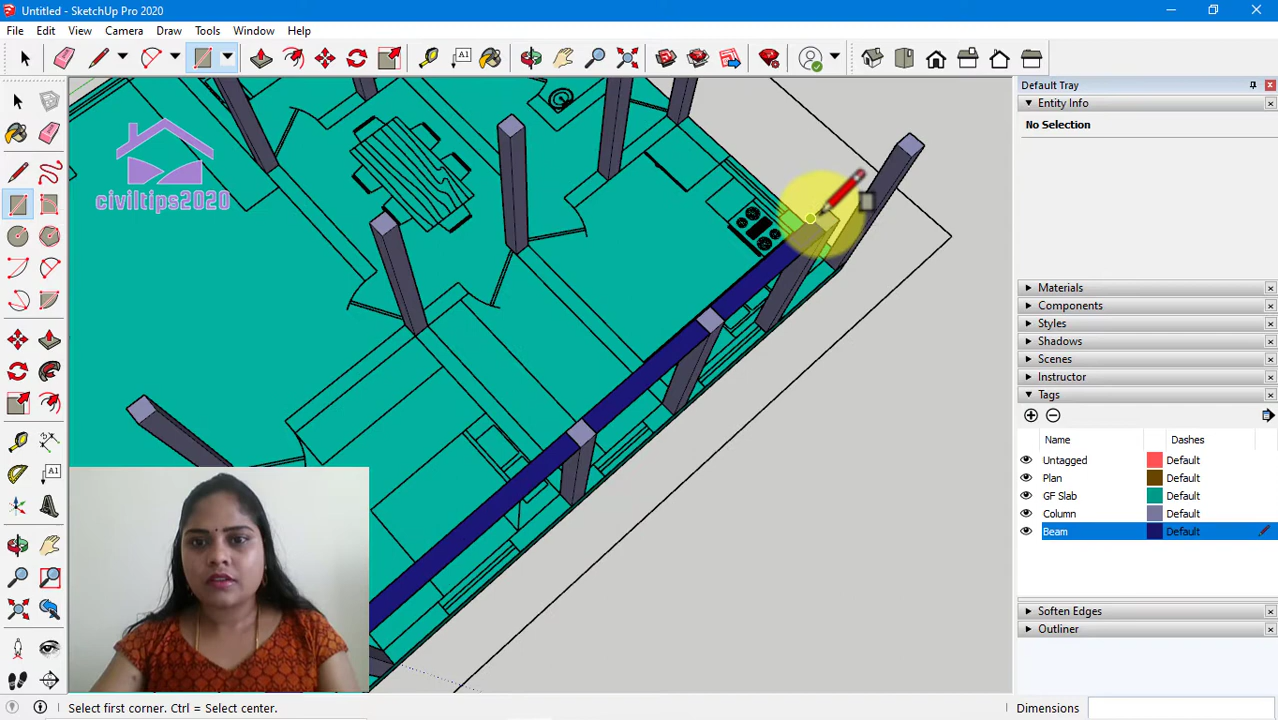 Untitled - SketchUp Pro 2020
File Edit View Camera Draw Tools Window Help
A1
Default Tray
Entity Info
No Selection
civiltips2020
A1
Materials
Components
Styles
Shadows
Scenes
Instructor
Tags
Name Dashes
Untagged Default
Plan Default
GF Slab Default
Column Default
Beam Default
Soften Edges
Outliner
Select first corner. Ctrl = Select center.
Dimensions